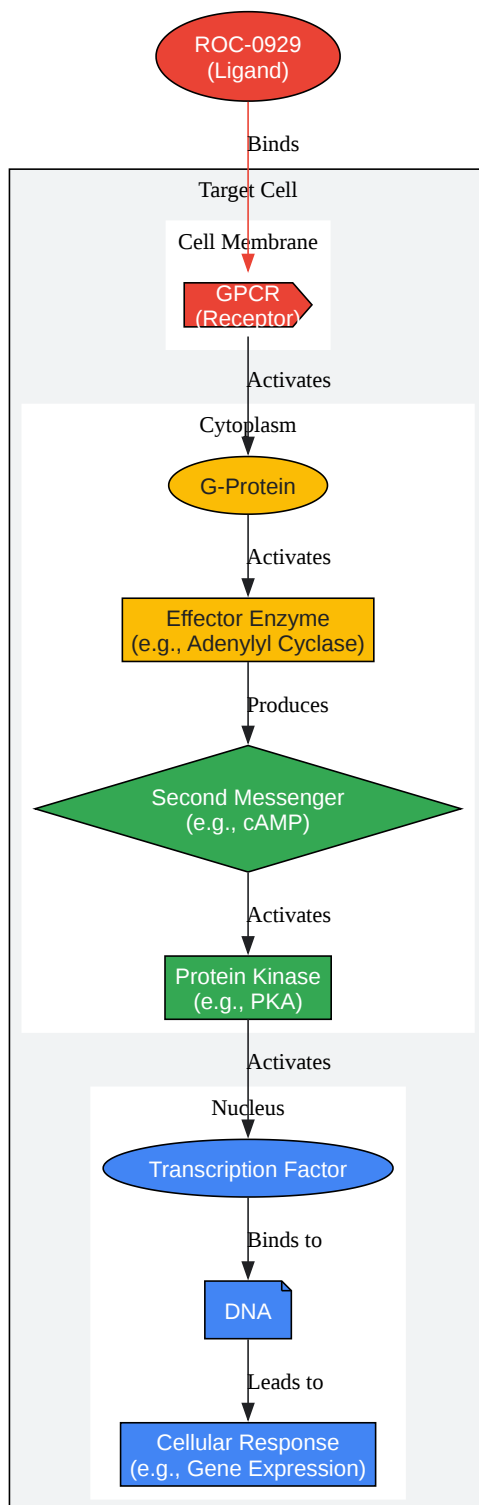 ROC-0929
(Ligand)
Binds
Target Cell
Cell Membrane
GPCR
(Receptor)
Activates
Cytoplasm
G-Protein
Activates
Effector Enzyme
(e.g., Adenylyl Cyclase)
Produces
Second Messenger
(e.g., cAMP)
Activates
Protein Kinase
(e.g., PKA)
Activates
Nucleus
Transcription Factor
Binds to
DNA
Leads to
Cellular Response
(e.g., Gene Expression)